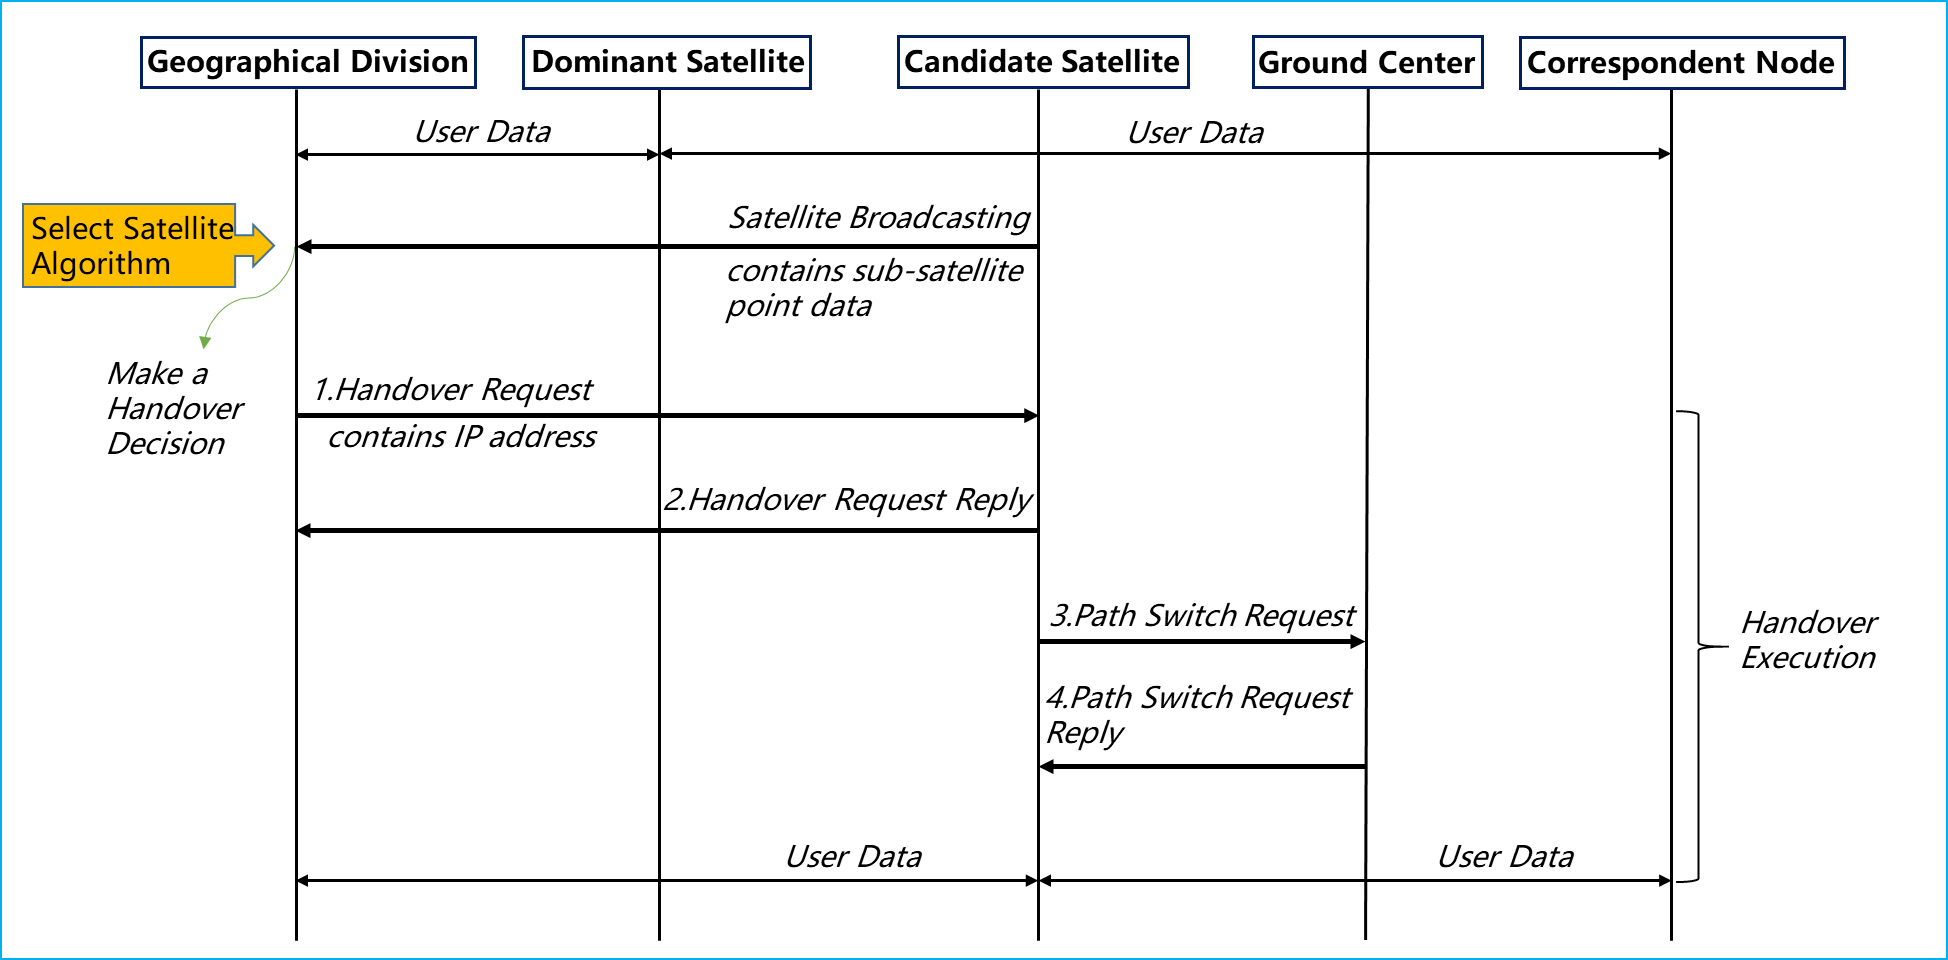 Geographical Division
Dominant Satellite
Candidate Satellite
Ground Center
Correspondent Node
User Data
User Data
Select Satellite
Algorithm
Satellite Broadcasting
contains sub-satellite
point data
Make a
Handover
Decision
1.Handover Request
contains IP address
2.Handover Request Reply
3.Path Switch Request
4.Path Switch Request
Reply
Handover
Execution
User Data
User Data